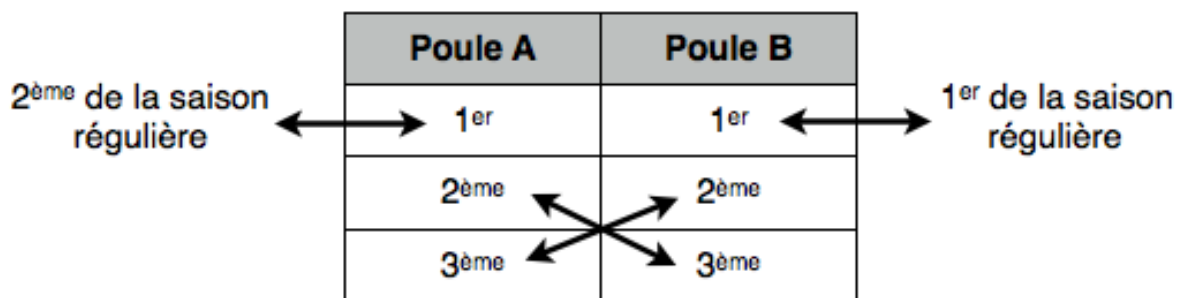 Poule A Poule B
2ème de la saison
régulière
1er 1er
1er de la saison
régulière
2ème 2ème
3ème 3ème